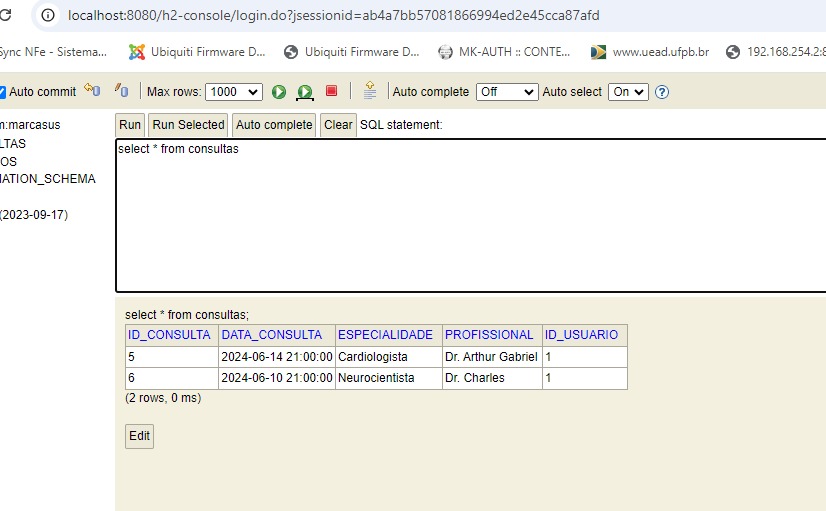 localhost:8080/h2-console/login.do?jsessionid=ab4a7bb57081866994ed2e45cca87afd
Sync NFe - Sistema... Ubiquiti Firmware D... Ubiquiti Firmware D... MK-AUTH :: CONTE... www.uead.ufpb.br 192.168.254.2:8
Auto commit Max rows: 1000 Auto complete Off Auto select On ?
m:marcasus
LTAS
OS
MATION_SCHEMA
(2023-09-17)
Run Run Selected Auto complete Clear SQL statement:
select * from consultas
select * from consultas;
ID_CONSULTA DATA_CONSULTA ESPECIALIDADE PROFISSIONAL ID_USUARIO
5 2024-06-14 21:00:00 Cardiologista Dr. Arthur Gabriel 1
6 2024-06-10 21:00:00 Neurocientista Dr. Charles 1
(2 rows, 0 ms)
Edit